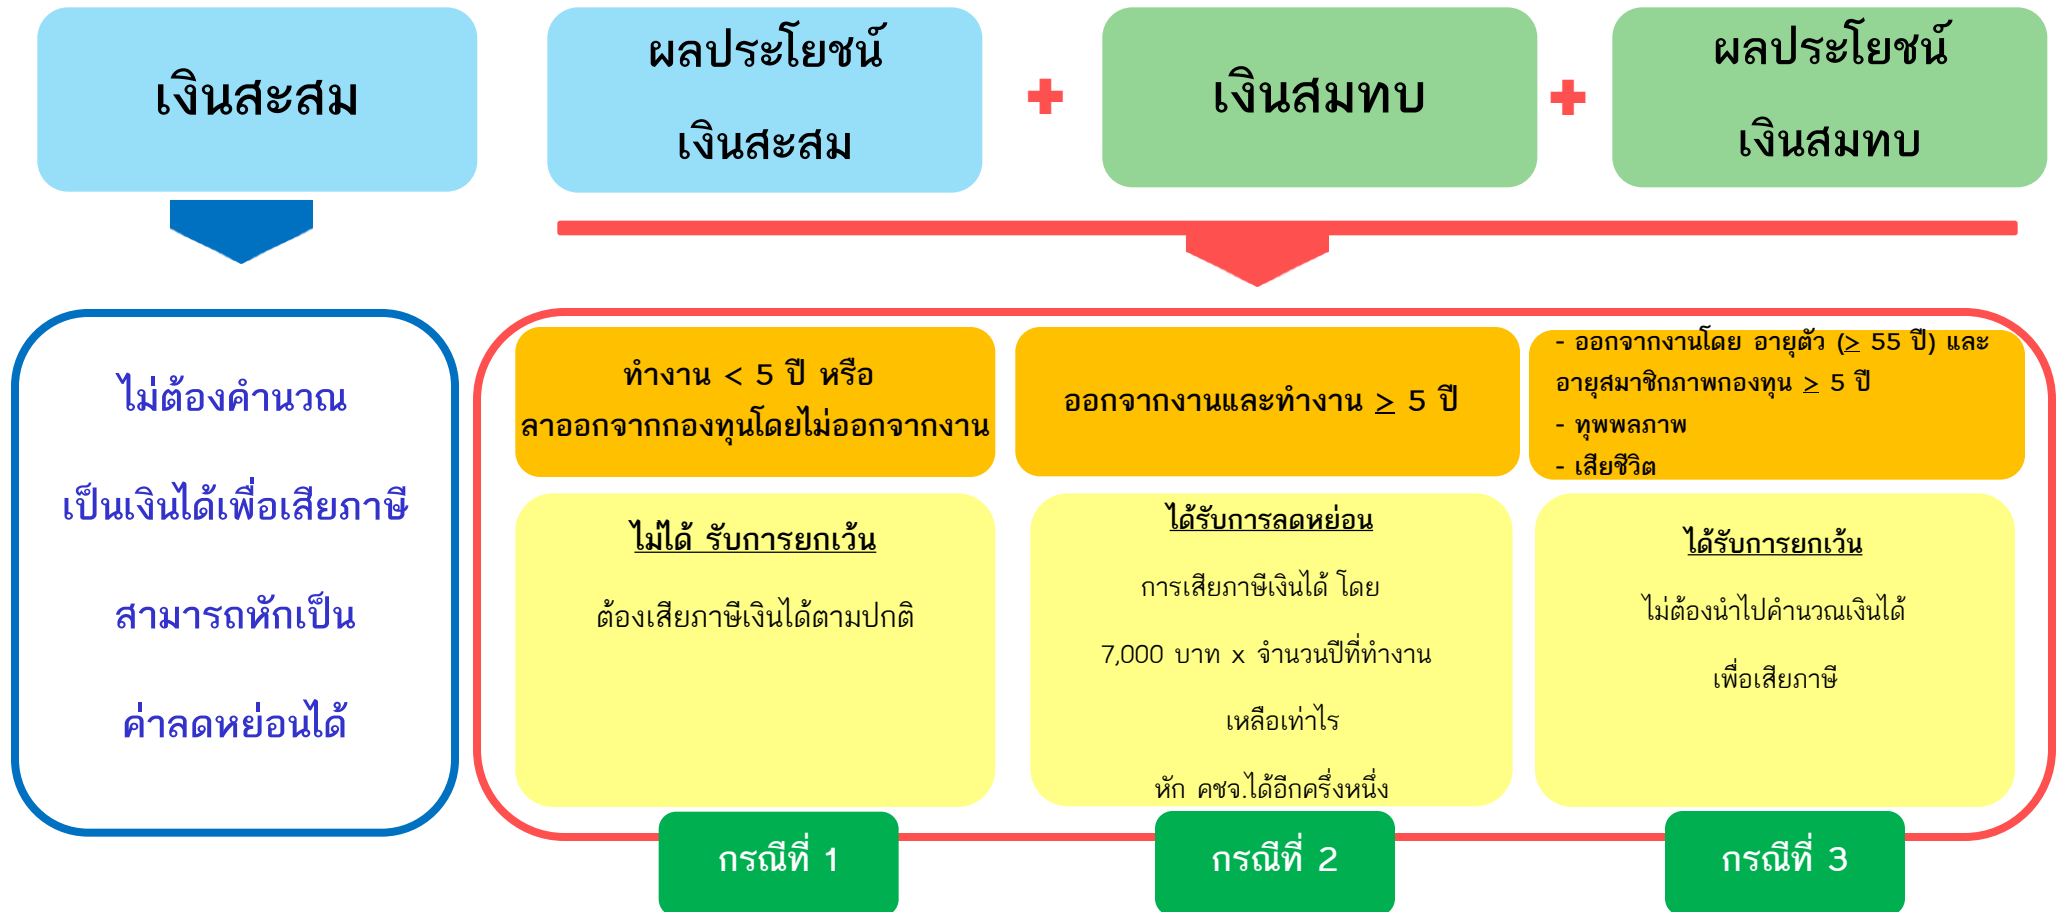 เงินสะสม
ผลประโยชน์
เงินสะสม
เงินสมทบ
ผลประโยชน์
เงินสมทบ
ไม่ต้องคำนวณ
เป็นเงินได้เพื่อเสียภาษี
สามารถหักเป็น
ค่าลดหย่อนได้
ทำงาน < 5 ปี หรือ
ลาออกจากกองทุนโดยไม่ออกจากงาน
ไม่ได้ รับการยกเว้น
ต้องเสียภาษีเงินได้ตามปกติ
กรณีที่ 1
ออกจากงานและทำงาน ≥ 5 ปี
ได้รับการลดหย่อน
การเสียภาษีเงินได้ โดย
7,000 บาท x จำนวนปีที่ทำงาน
เหลือเท่าไร
หัก คชจ.ได้อีกครึ่งหนึ่ง
กรณีที่ 2
- ออกจากงานโดย อายุตัว (≥ 55 ปี) และ
อายุสมาชิกภาพกองทุน ≥ 5 ปี
- ทุพพลภาพ
- เสียชีวิต
ได้รับการยกเว้น
ไม่ต้องนำไปคำนวณเงินได้
เพื่อเสียภาษี
กรณีที่ 3